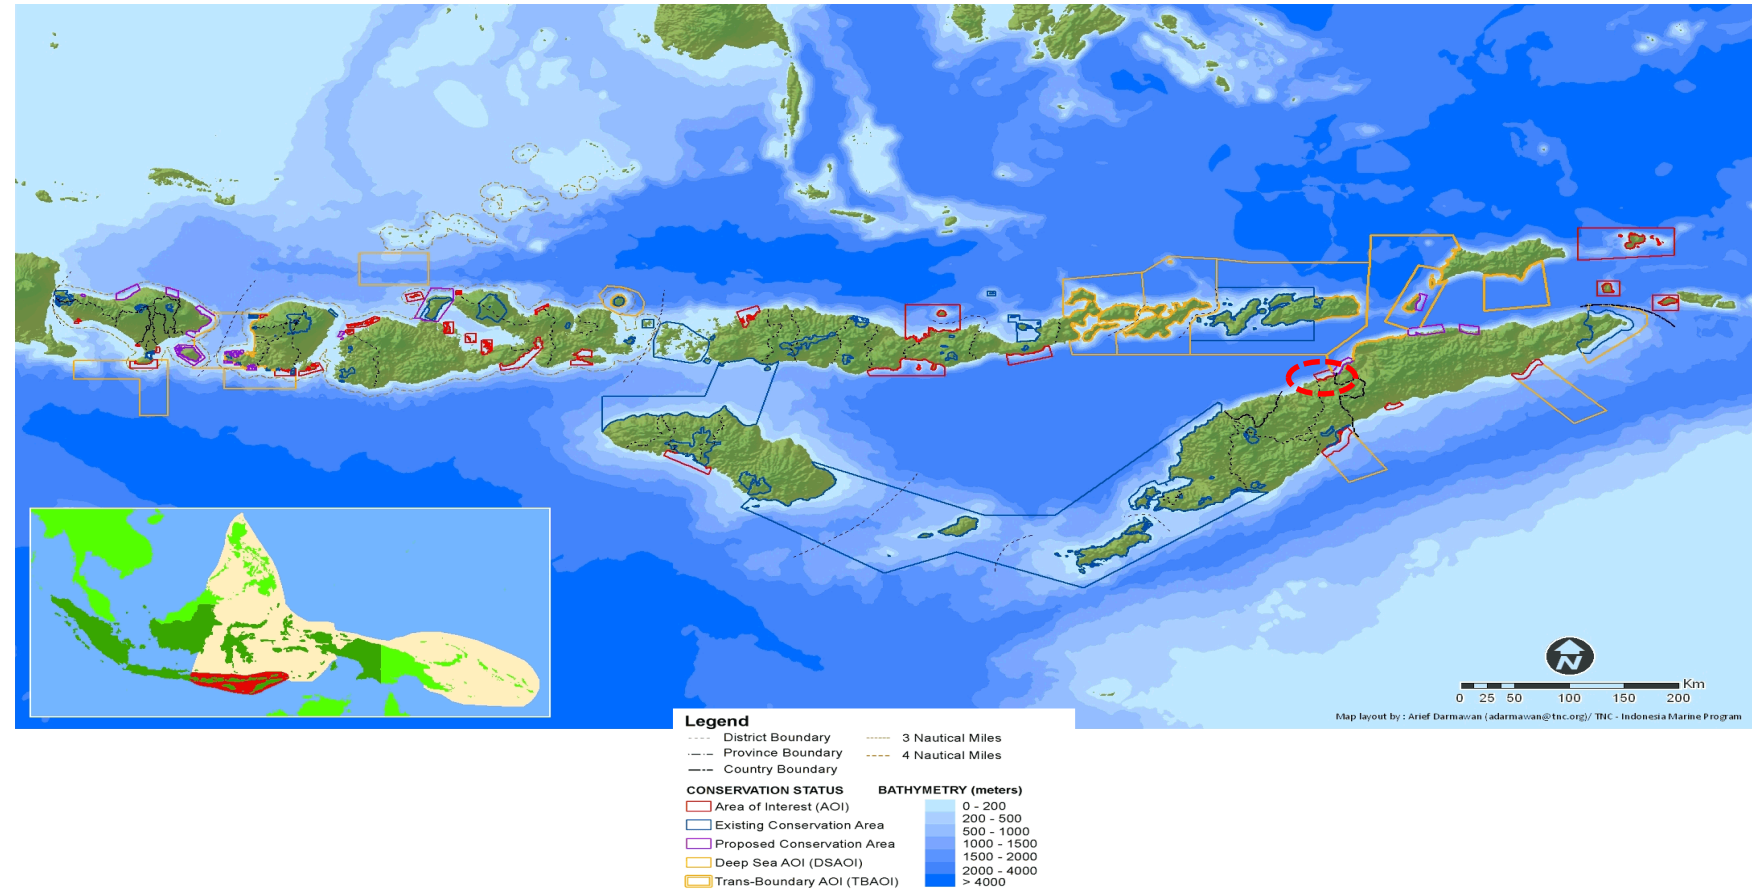 N
Km
0 25 50 100 150 200
Map layout by : Arief Darmawan (adarmawan@tnc.org)/ TNC - Indonesia Marine Program
Legend
District Boundary
Province Boundary
Country Boundary
3 Nautical Miles
4 Nautical Miles
CONSERVATION STATUS
Area of Interest (AOI)
Existing Conservation Area
Proposed Conservation Area
Deep Sea AOI (DSAOI)
Trans-Boundary AOI (TBAOI)
BATHYMETRY (meters)
0 - 200
200 - 500
500 - 1000
1000 - 1500
1500 - 2000
2000 - 4000
> 4000